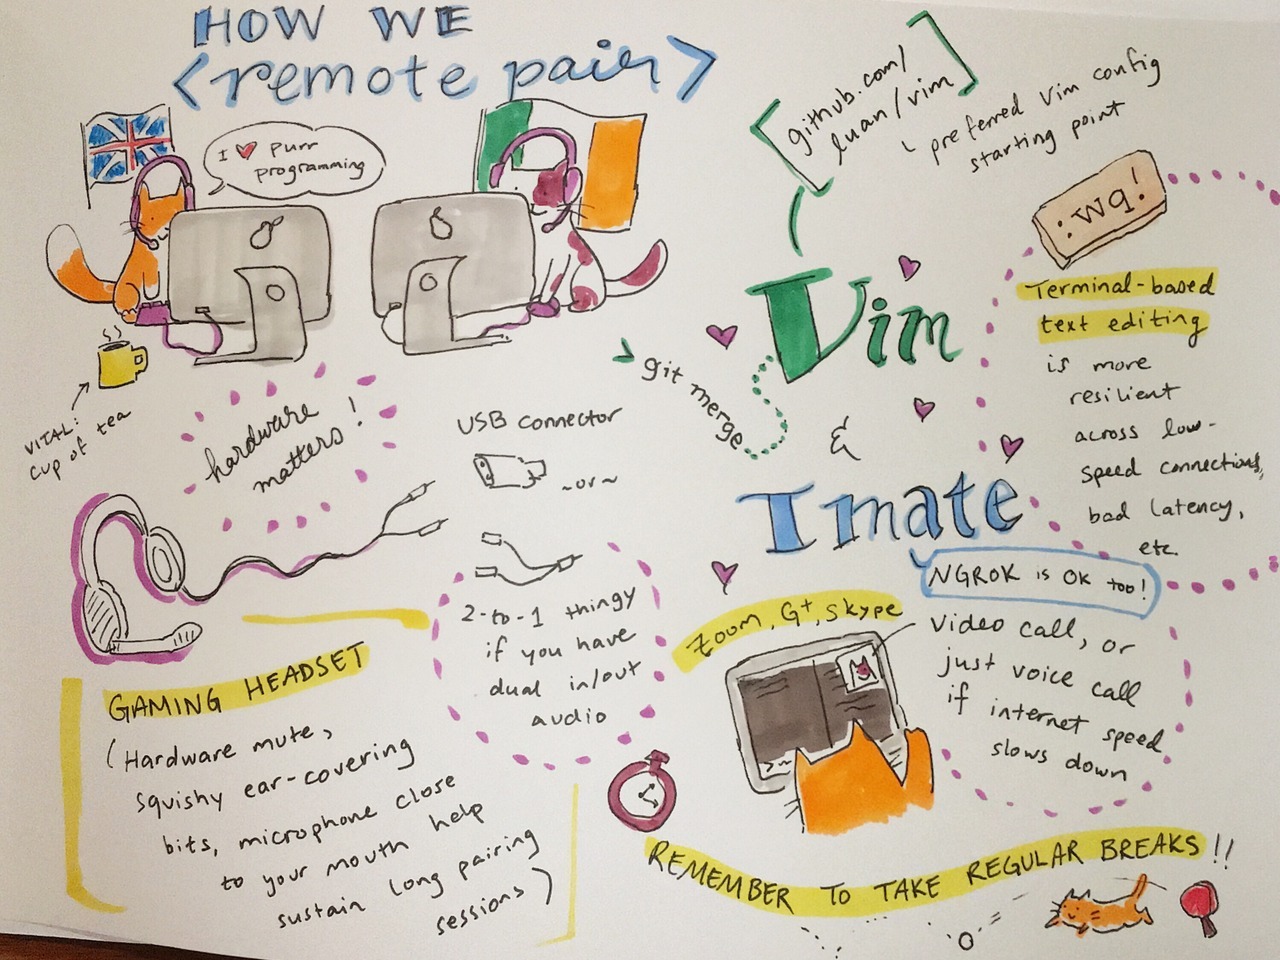 HOW WE
<remote pair>
I ♥ purr
programming
VITAL:
cup of tea
hardware
matters!
USB connector
~or~
2-to-1 thingy
if you have
dual in/out
audio
GAMING HEADSET
(Hardware mute,
squishy ear-covering
bits, microphone close
to your mouth help
sustain long pairing
sessions)
[github.com/
luan/vim]
preferred Vim config
starting point
git merge
Vim
&
Tmate
NGROK is OK too!
:wq!
Terminal-based
text editing
is more
resilient
across low-
speed connections,
bad latency,
etc.
Zoom, G+, Skype
Video call, or
just voice call
if internet speed
slows down
>~
REMEMBER TO TAKE REGULAR BREAKS!!